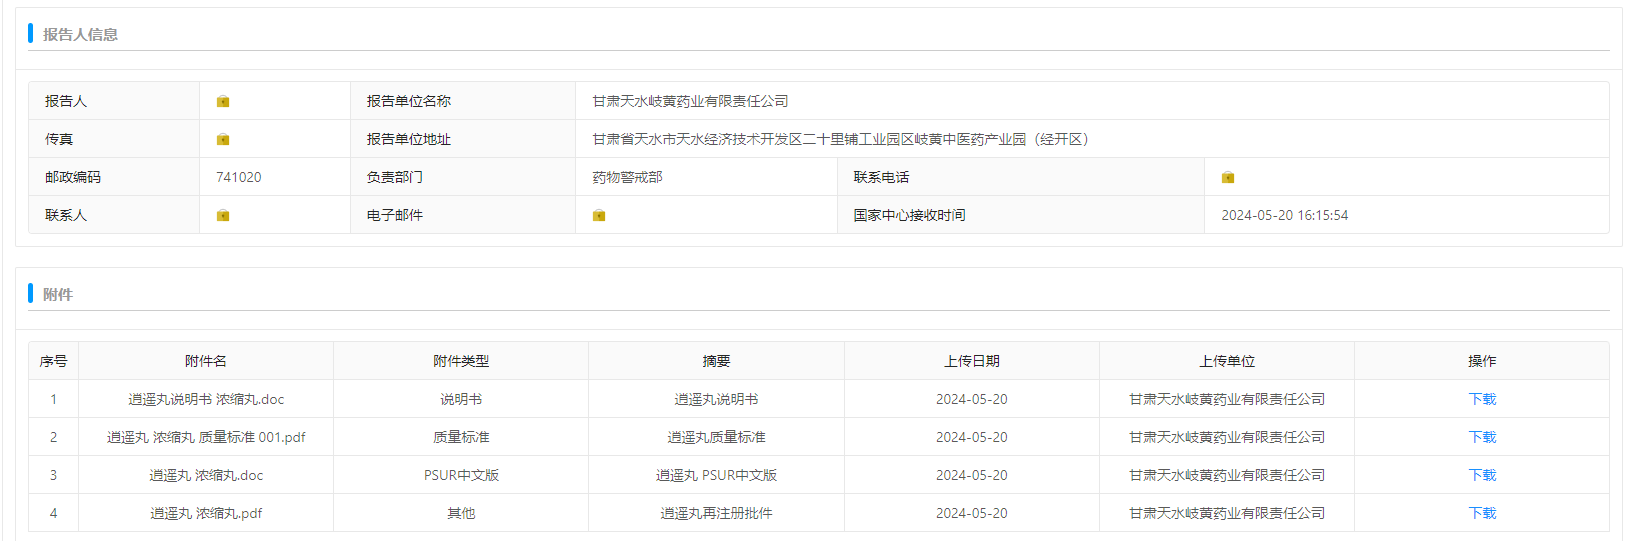 报告人信息
报告人 报告单位名称 甘肃天水岐黄药业有限责任公司
传真 报告单位地址 甘肃省天水市天水经济技术开发区二十里铺工业园区岐黄中医药产业园（经开区）
邮政编码 741020 负责部门 药物警戒部 联系电话
联系人 电子邮件 国家中心接收时间 2024-05-20 16:15:54
附件
序号 附件名 附件类型 摘要 上传日期 上传单位 操作
1 逍遥丸说明书 浓缩丸.doc 说明书 逍遥丸说明书 2024-05-20 甘肃天水岐黄药业有限责任公司 下载
2 逍遥丸 浓缩丸 质量标准 001.pdf 质量标准 逍遥丸质量标准 2024-05-20 甘肃天水岐黄药业有限责任公司 下载
3 逍遥丸 浓缩丸.doc PSUR中文版 逍遥丸 PSUR中文版 2024-05-20 甘肃天水岐黄药业有限责任公司 下载
4 逍遥丸 浓缩丸.pdf 其他 逍遥丸再注册批件 2024-05-20 甘肃天水岐黄药业有限责任公司 下载